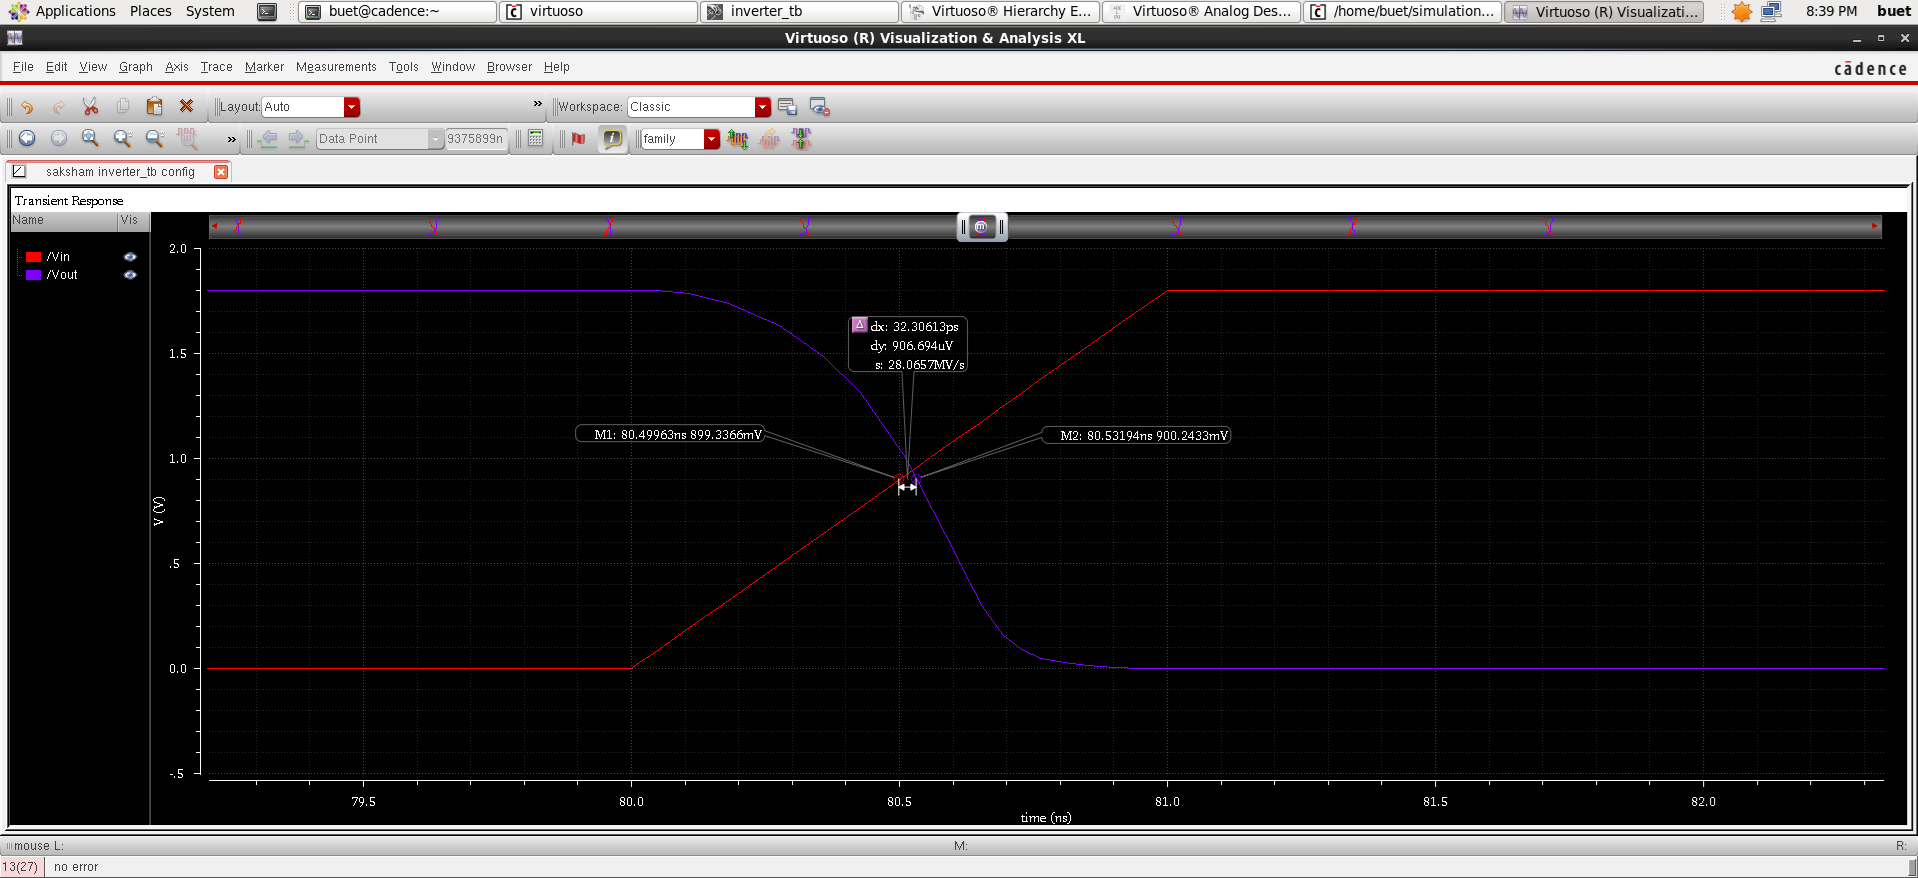 Applications Places System buet@cadence:~ virtuoso inverter_tb Virtuoso® Hierarchy E... Virtuoso® Analog Des... /home/buet/simulation... Virtuoso (R) Visualizati... 8:39 PM buet
Virtuoso (R) Visualization & Analysis XL
File Edit View Graph Axis Trace Marker Measurements Tools Window Browser Help
cādence
Layout: Auto » Workspace: Classic
» Data Point 9375899n family
saksham inverter_tb config
Transient Response
Name Vis
/Vin
/Vout
2.0
1.5
1.0
.5
0.0
-.5
V (V)
dx: 32.30613ps
dy: 906.694uV
s: 28.0657MV/s
M1: 80.49963ns 899.3366mV
M2: 80.53194ns 900.2433mV
79.5 80.0 80.5 81.0 81.5 82.0
time (ns)
mouse L: M: R:
13(27) no error